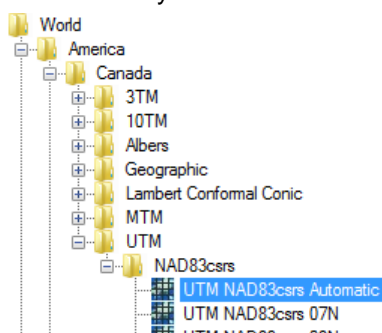 World
America
Canada
3TM
10TM
Albers
Geographic
Lambert Conformal Conic
MTM
UTM
NAD83csrs
UTM NAD83csrs Automatic
UTM NAD83csrs 07N